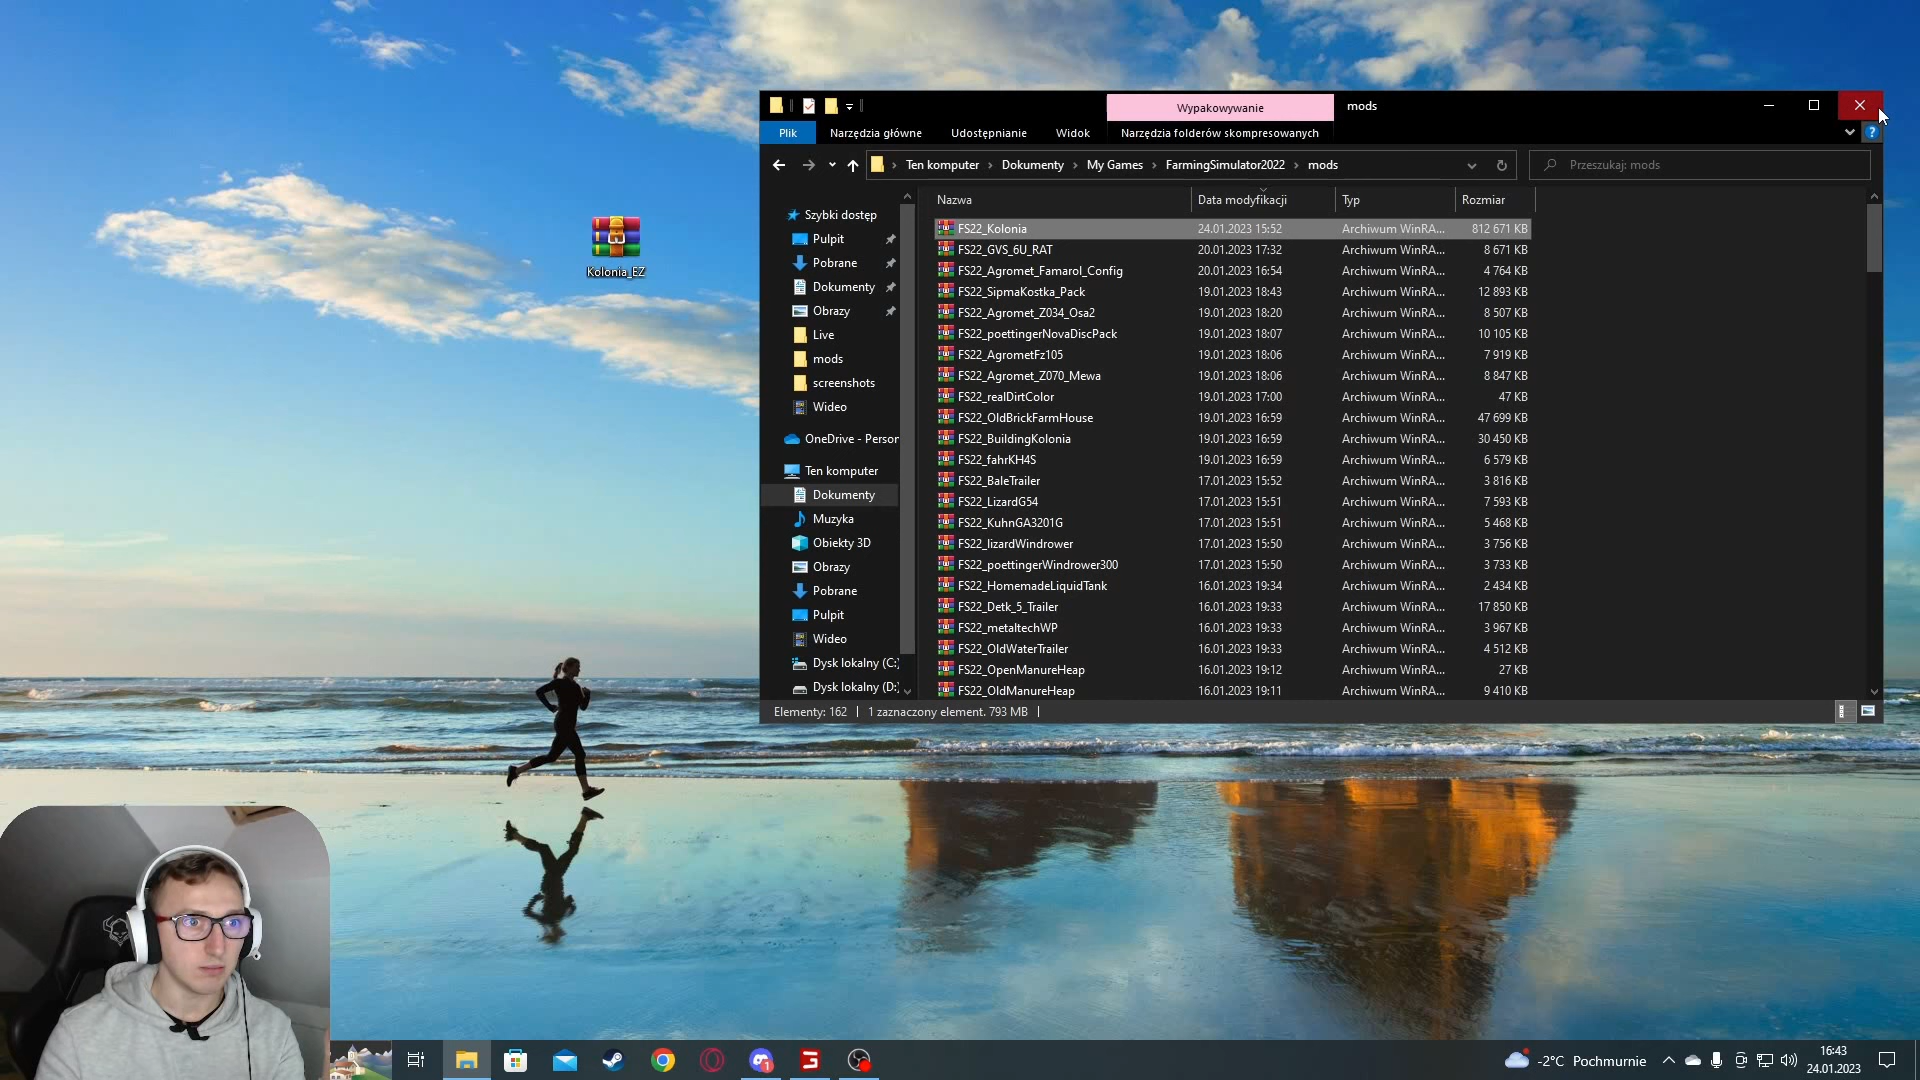 Kolonia_EZ
Wypakowywanie
mods
Plik
Narzędzia główne
Udostępnianie
Widok
Narzędzia folderów skompresowanych
Ten komputer
Dokumenty
My Games
FarmingSimulator2022
mods
Przeszukaj: mods
Szybki dostęp
Pulpit
Pobrane
Dokumenty
Obrazy
Live
mods
screenshots
Wideo
OneDrive - Person
Ten komputer
Dokumenty
Muzyka
Obiekty 3D
Obrazy
Pobrane
Pulpit
Wideo
Dysk lokalny (C:)
Dysk lokalny (D:)
Nazwa Data modyfikacji Typ Rozmiar
FS22_Kolonia 24.01.2023 15:52 Archiwum WinRA... 812 671 KB
FS22_GVS_6U_RAT 20.01.2023 17:32 Archiwum WinRA... 8 671 KB
FS22_Agromet_Famarol_Config 20.01.2023 16:54 Archiwum WinRA... 4 764 KB
FS22_SipmaKostka_Pack 19.01.2023 18:43 Archiwum WinRA... 12 893 KB
FS22_Agromet_Z034_Osa2 19.01.2023 18:20 Archiwum WinRA... 8 507 KB
FS22_poettingerNovaDiscPack 19.01.2023 18:07 Archiwum WinRA... 10 105 KB
FS22_AgrometFz105 19.01.2023 18:06 Archiwum WinRA... 7 919 KB
FS22_Agromet_Z070_Mewa 19.01.2023 18:06 Archiwum WinRA... 8 847 KB
FS22_realDirtColor 19.01.2023 17:00 Archiwum WinRA... 47 KB
FS22_OldBrickFarmHouse 19.01.2023 16:59 Archiwum WinRA... 47 699 KB
FS22_BuildingKolonia 19.01.2023 16:59 Archiwum WinRA... 30 450 KB
FS22_fahrKH4S 19.01.2023 16:59 Archiwum WinRA... 6 579 KB
FS22_BaleTrailer 17.01.2023 15:52 Archiwum WinRA... 3 816 KB
FS22_LizardG54 17.01.2023 15:51 Archiwum WinRA... 7 593 KB
FS22_KuhnGA3201G 17.01.2023 15:51 Archiwum WinRA... 5 468 KB
FS22_lizardWindrower 17.01.2023 15:50 Archiwum WinRA... 3 756 KB
FS22_poettingerWindrower300 17.01.2023 15:50 Archiwum WinRA... 3 733 KB
FS22_HomemadeLiquidTank 16.01.2023 19:34 Archiwum WinRA... 2 434 KB
FS22_Detk_5_Trailer 16.01.2023 19:33 Archiwum WinRA... 17 850 KB
FS22_metaltechWP 16.01.2023 19:33 Archiwum WinRA... 3 967 KB
FS22_OldWaterTrailer 16.01.2023 19:33 Archiwum WinRA... 4 512 KB
FS22_OpenManureHeap 16.01.2023 19:12 Archiwum WinRA... 27 KB
FS22_OldManureHeap 16.01.2023 19:11 Archiwum WinRA... 9 410 KB
Elementy: 162
1 zaznaczony element. 793 MB
-2°C Pochmurnie
16:43
24.01.2023